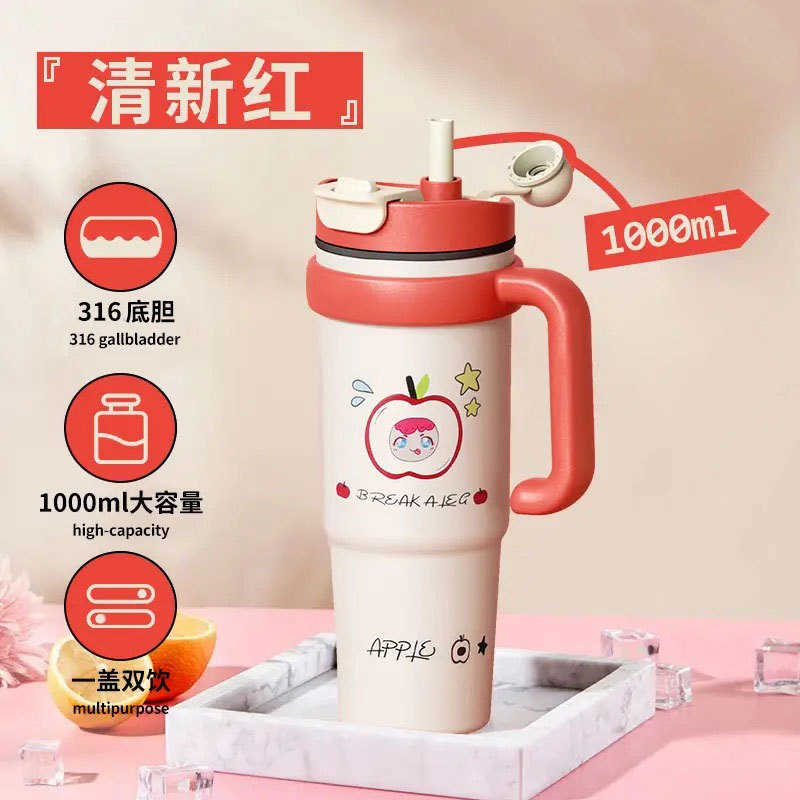 『清新红』
1000ml
316底胆
316 gallbladder
1000ml大容量
high-capacity
一盖双饮
multipurpose
BREAK A LEG
APPLE